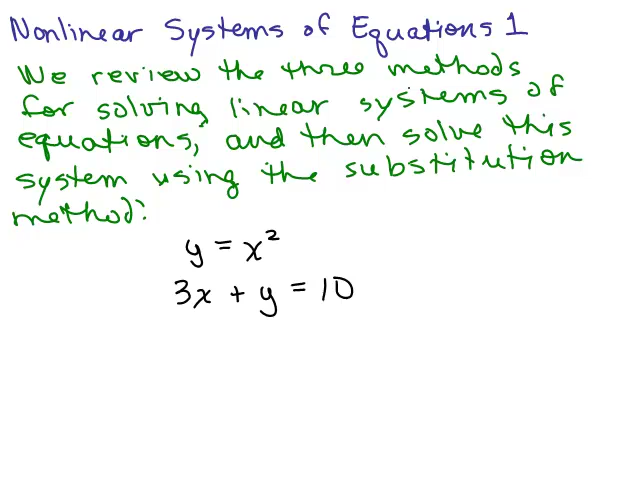 Nonlinear Systems of Equations 1
We review the three methods
for solving linear systems of
equations, and then solve this
system using the substitution
method:
y = x²
3x + y = 10